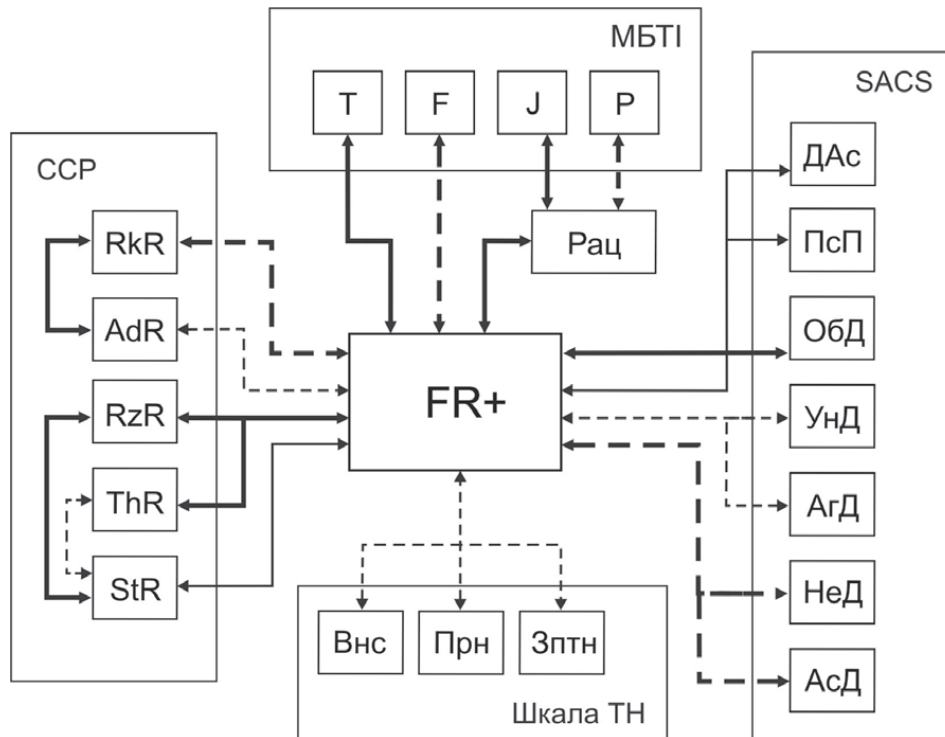 МБТІ
T
F
J
P
SACS
ССР
ДАс
RkR
Рац
ПсП
AdR
ОбД
FR+
RzR
УнД
ThR
АгД
StR
НеД
Внс
Прн
Зптн
АсД
Шкала ТН